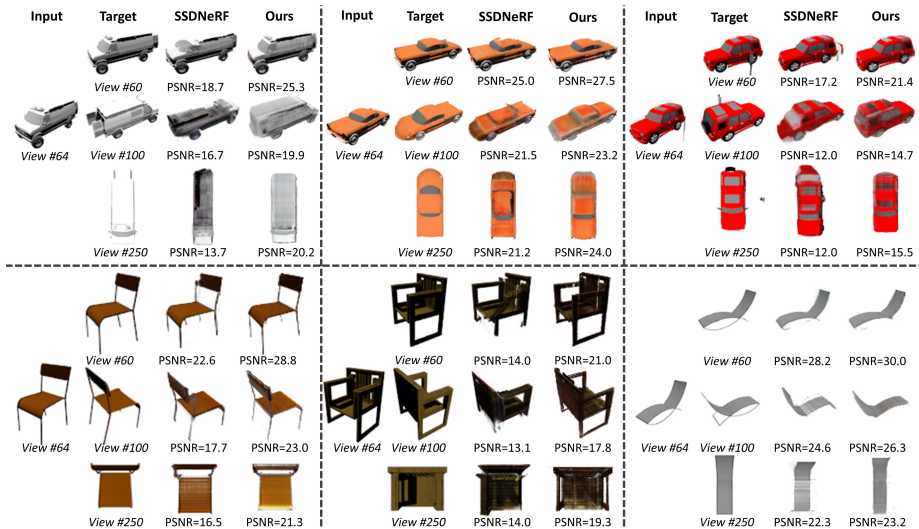 Input Target SSDNeRF Ours
View #60 PSNR=18.7 PSNR=25.3
View #64 View #100 PSNR=16.7 PSNR=19.9
View #250 PSNR=13.7 PSNR=20.2
Input Target SSDNeRF Ours
View #60 PSNR=25.0 PSNR=27.5
View #64 View #100 PSNR=21.5 PSNR=23.2
View #250 PSNR=21.2 PSNR=24.0
Input Target SSDNeRF Ours
View #60 PSNR=17.2 PSNR=21.4
View #64 View #100 PSNR=12.0 PSNR=14.7
View #250 PSNR=12.0 PSNR=15.5
View #60 PSNR=22.6 PSNR=28.8
View #64 View #100 PSNR=17.7 PSNR=23.0
View #250 PSNR=16.5 PSNR=21.3
View #60 PSNR=14.0 PSNR=21.0
View #64 View #100 PSNR=13.1 PSNR=17.8
View #250 PSNR=14.0 PSNR=19.3
View #60 PSNR=28.2 PSNR=30.0
View #64 View #100 PSNR=24.6 PSNR=26.3
View #250 PSNR=22.3 PSNR=23.2